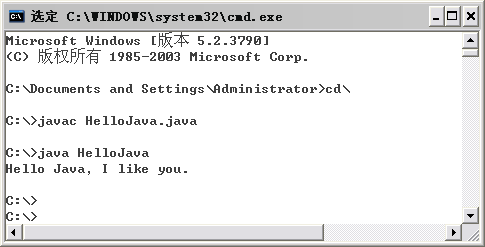 选定 C:\WINDOWS\system32\cmd.exe
Microsoft Windows [版本 5.2.3790]
(C) 版权所有 1985-2003 Microsoft Corp.
C:\Documents and Settings\Administrator>cd\
C:\>javac HelloJava.java
C:\>java HelloJava
Hello Java, I like you.
C:\>
C:\>